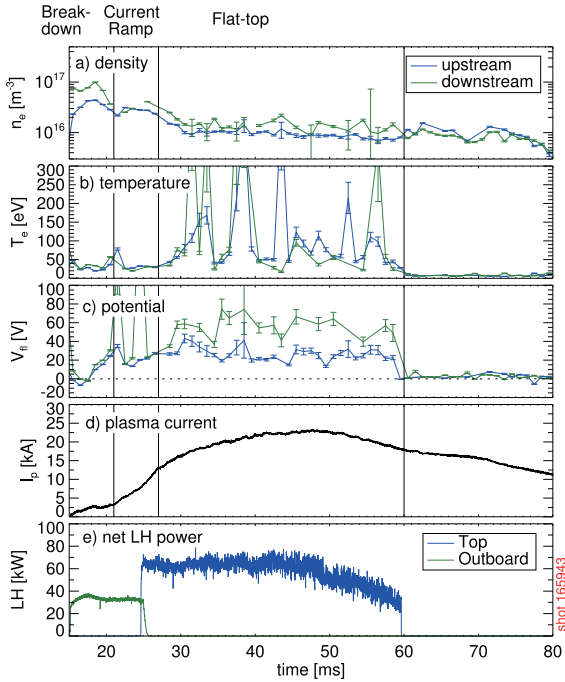 Break-
down
Current
Ramp
Flat-top
a) density
upstream
downstream
nₑ [m⁻³]
10¹⁷
10¹⁶
b) temperature
Tₑ [eV]
300
250
200
150
100
50
0
c) potential
V_fl [V]
100
80
60
40
20
0
-20
d) plasma current
I_p [kA]
30
25
20
15
10
5
0
e) net LH power
Top
Outboard
LH [kW]
100
80
60
40
20
0
20 30 40 50 60 70 80
time [ms]
shot 165943